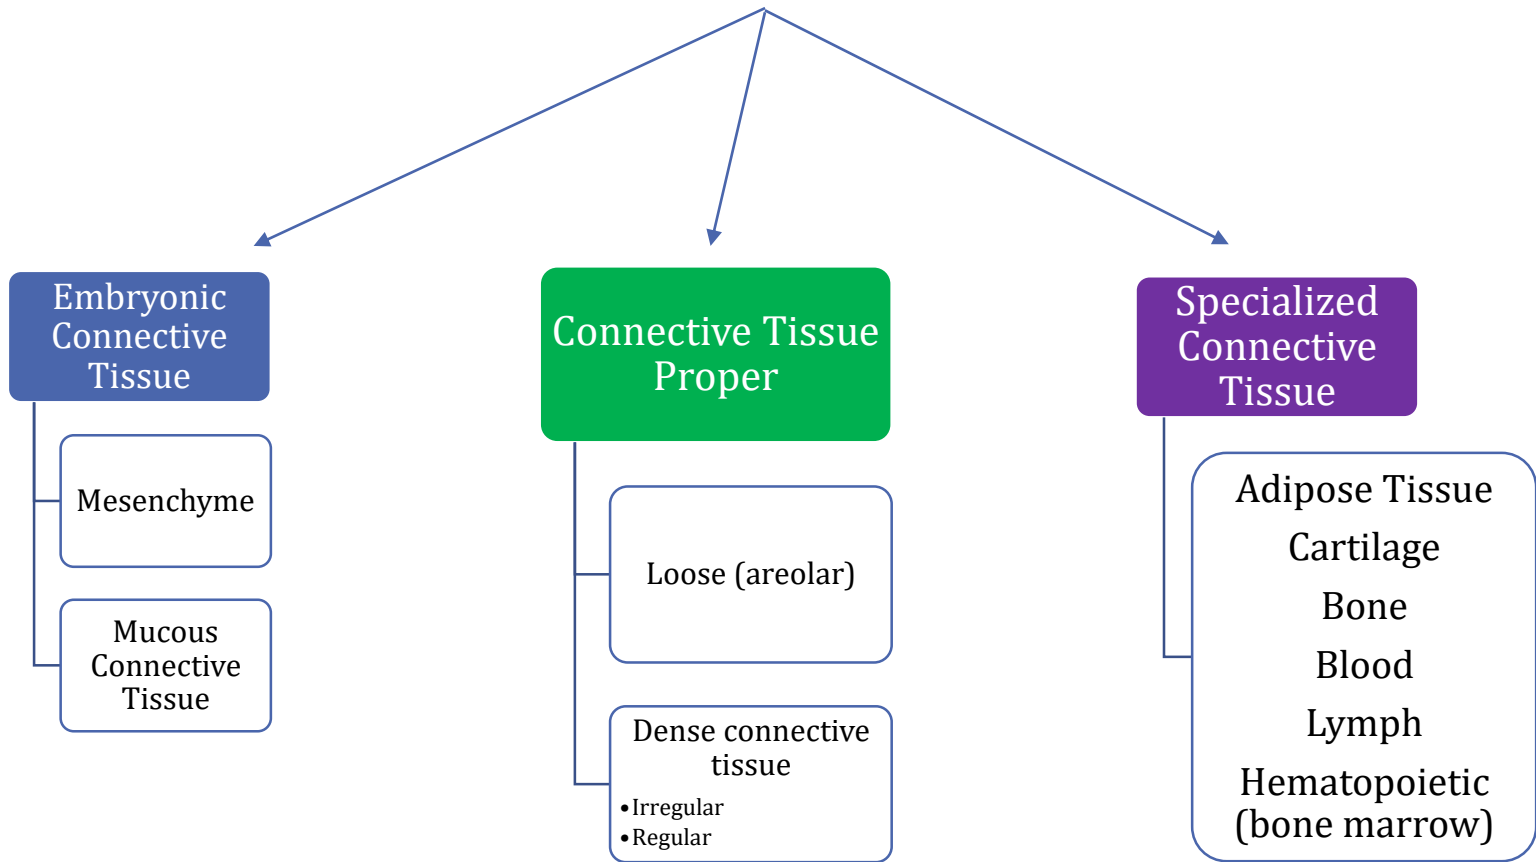 Embryonic
Connective
Tissue
Mesenchyme
Mucous
Connective
Tissue
Connective Tissue
Proper
Loose (areolar)
Dense connective
tissue
•Irregular
•Regular
Specialized
Connective
Tissue
Adipose Tissue
Cartilage
Bone
Blood
Lymph
Hematopoietic
(bone marrow)